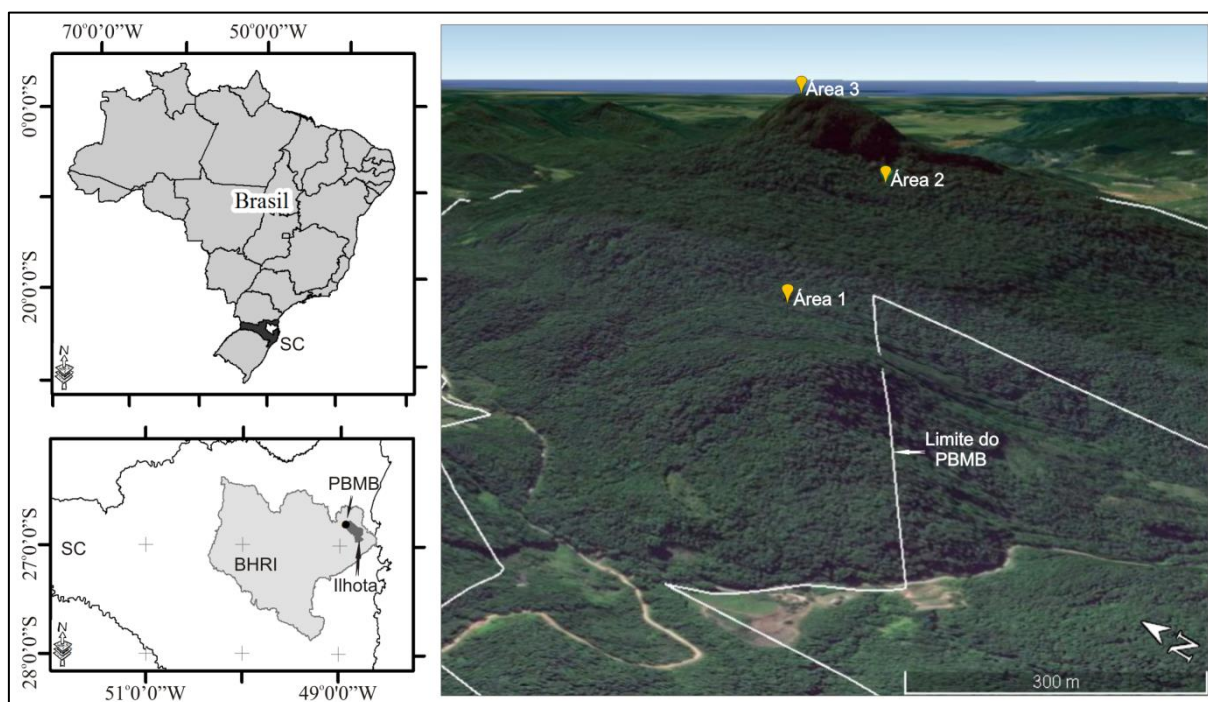 70°0'0''W
50°0'0''W
0°0'0''S
20°0'0''S
Brasil
SC
N
PBMB
SC
BHRI
Ilhota
27°0'0''S
28°0'0''S
N
51°0'0''W
49°0'0''W
Área 3
Área 2
Área 1
Limite do
PBMB
N
300 m